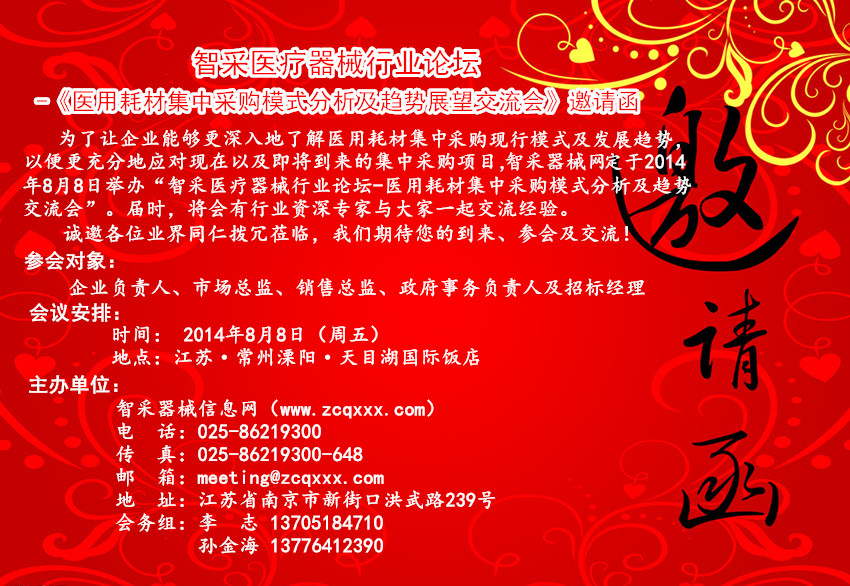 智采医疗器械行业论坛
-《医用耗材集中采购模式分析及趋势展望交流会》邀请函
为了让企业能够更深入地了解医用耗材集中采购现行模式及发展趋势，
以便更充分地应对现在以及即将到来的集中采购项目,智采器械网定于2014
年8月8日举办“智采医疗器械行业论坛-医用耗材集中采购模式分析及趋势
交流会”。届时，将会有行业资深专家与大家一起交流经验。
诚邀各位业界同仁拨冗莅临，我们期待您的到来、参会及交流！
参会对象：
企业负责人、市场总监、销售总监、政府事务负责人及招标经理
会议安排：
时间： 2014年8月8日（周五）
地点：江苏·常州溧阳·天目湖国际饭店
主办单位：
智采器械信息网（www.zcqxxx.com）
电 话：025-86219300
传 真：025-86219300-648
邮 箱：meeting@zcqxxx.com
地 址：江苏省南京市新街口洪武路239号
会务组：李 志 13705184710
孙金海 13776412390
邀
请
函